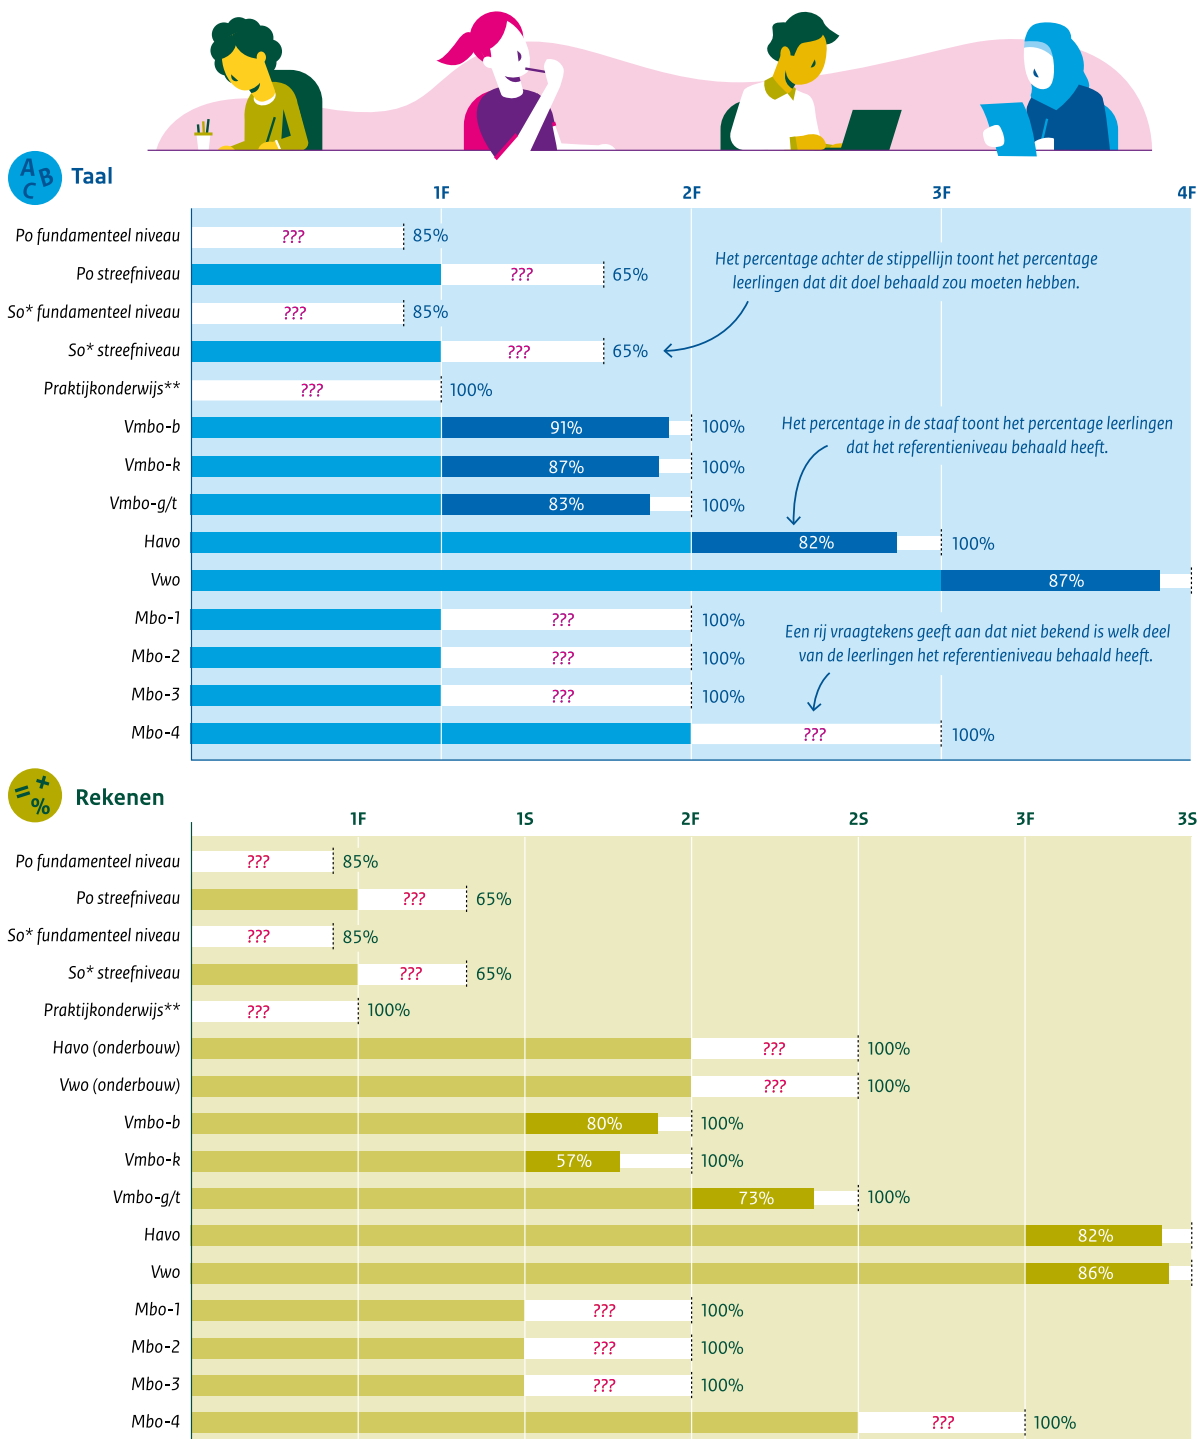 A B C
Taal
1F 2F 3F 4F
Po fundamenteel niveau ??? 85%
Po streefniveau ??? 65%
Het percentage achter de stippellijn toont het percentage
leerlingen dat dit doel behaald zou moeten hebben.
So* fundamenteel niveau ??? 85%
So* streefniveau ??? 65%
Praktijkonderwijs** ??? 100%
Vmbo-b 91% 100%
Het percentage in de staaf toont het percentage leerlingen
dat het referentieniveau behaald heeft.
Vmbo-k 87% 100%
Vmbo-g/t 83% 100%
Havo 82% 100%
Vwo 87%
Mbo-1 ??? 100%
Een rij vraagtekens geeft aan dat niet bekend is welk deel
van de leerlingen het referentieniveau behaald heeft.
Mbo-2 ??? 100%
Mbo-3 ??? 100%
Mbo-4 ??? 100%
= + %
Rekenen
1F 1S 2F 2S 3F 3S
Po fundamenteel niveau ??? 85%
Po streefniveau ??? 65%
So* fundamenteel niveau ??? 85%
So* streefniveau ??? 65%
Praktijkonderwijs** ??? 100%
Havo (onderbouw) ??? 100%
Vwo (onderbouw) ??? 100%
Vmbo-b 80% 100%
Vmbo-k 57% 100%
Vmbo-g/t 73% 100%
Havo 82%
Vwo 86%
Mbo-1 ??? 100%
Mbo-2 ??? 100%
Mbo-3 ??? 100%
Mbo-4 ??? 100%